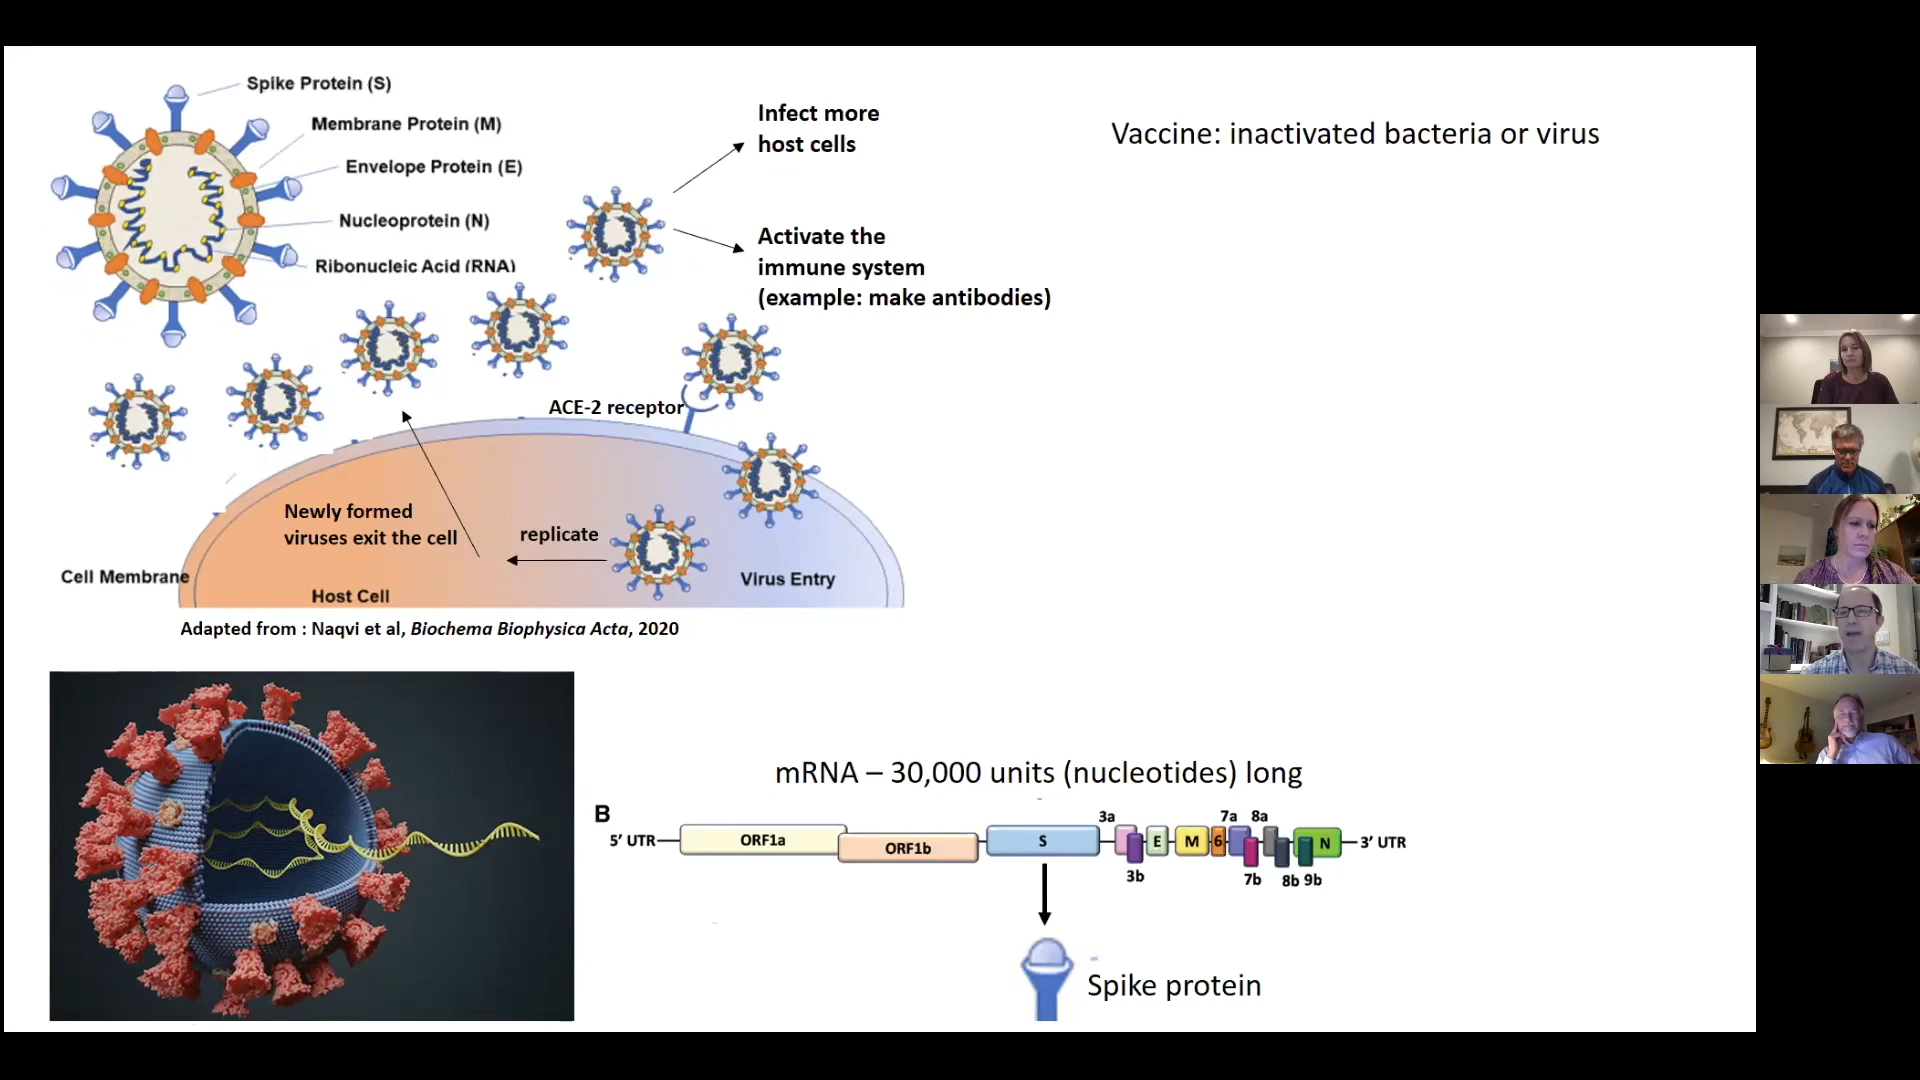 Spike Protein (S)
Membrane Protein (M)
Envelope Protein (E)
Nucleoprotein (N)
Ribonucleic Acid (RNA)
Infect more
host cells
Activate the
immune system
(example: make antibodies)
ACE-2 receptor
Newly formed
viruses exit the cell
replicate
Virus Entry
Cell Membrane
Host Cell
Adapted from : Naqvi et al, Biochema Biophysica Acta, 2020
Vaccine: inactivated bacteria or virus
mRNA – 30,000 units (nucleotides) long
B
3a 7a 8a
5’ UTR ORF1a ORF1b S E M 6 N 3’ UTR
3b 7b 8b 9b
Spike protein